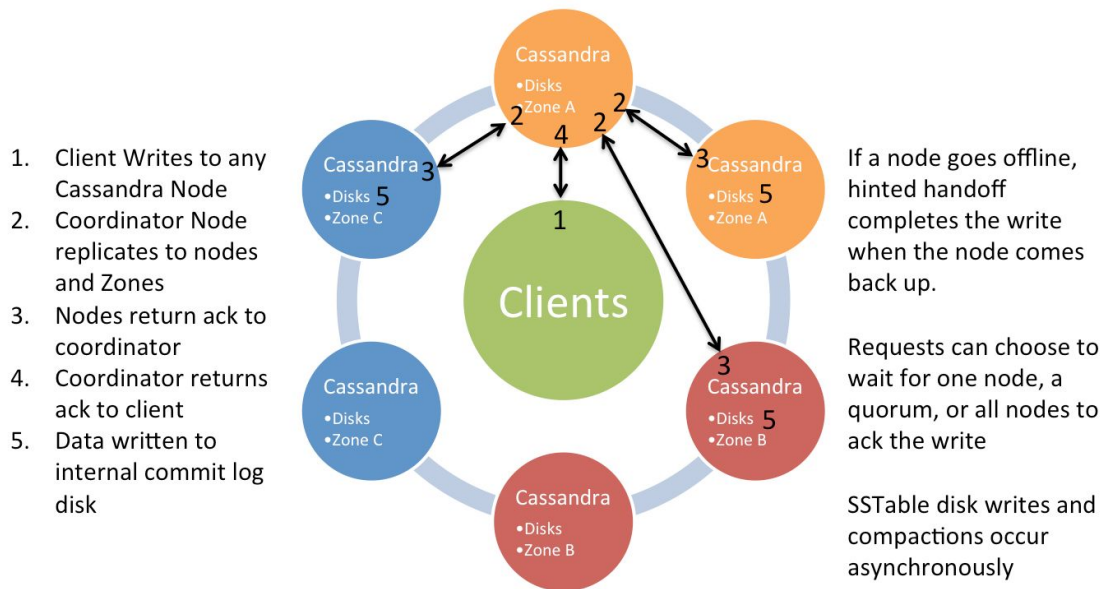 1. Client Writes to any
Cassandra Node
2. Coordinator Node
replicates to nodes
and Zones
3. Nodes return ack to
coordinator
4. Coordinator returns
ack to client
5. Data written to
internal commit log
disk
Cassandra
•Disks
•Zone A
2
4
2
2
Cassandra
3
•Disks 5
•Zone C
3
Cassandra
•Disks 5
•Zone A
1
Clients
Cassandra
•Disks
•Zone C
3
Cassandra
•Disks 5
•Zone B
Cassandra
•Disks
•Zone B
If a node goes offline,
hinted handoff
completes the write
when the node comes
back up.
Requests can choose to
wait for one node, a
quorum, or all nodes to
ack the write
SSTable disk writes and
compactions occur
asynchronously